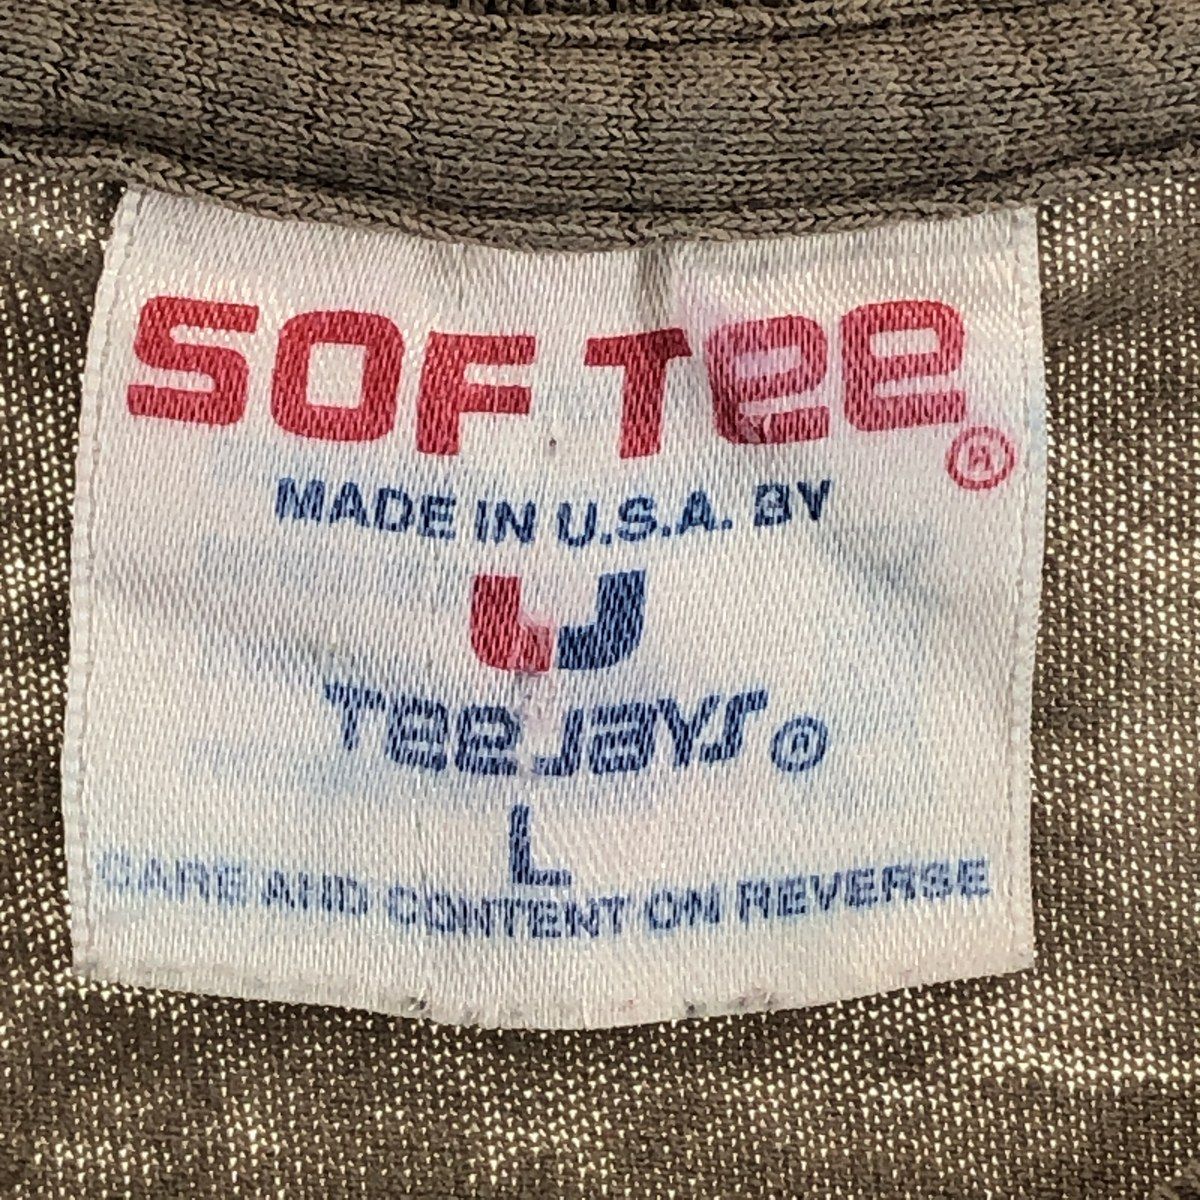 SOF Tee ®
MADE IN U.S.A. BY
Tee Jays ®
L
CARE AND CONTENT ON REVERSE